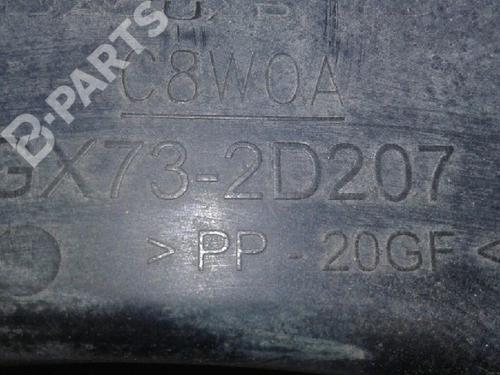 B-PARTS
C8W0A
GX73-2D207
> PP - 20GF <